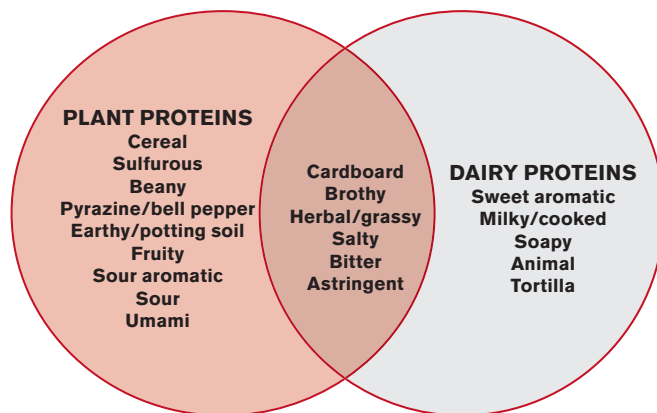 PLANT PROTEINS
Cereal
Sulfurous
Beany
Pyrazine/bell pepper
Earthy/potting soil
Fruity
Sour aromatic
Sour
Umami
Cardboard
Brothy
Herbal/grassy
Salty
Bitter
Astringent
DAIRY PROTEINS
Sweet aromatic
Milky/cooked
Soapy
Animal
Tortilla